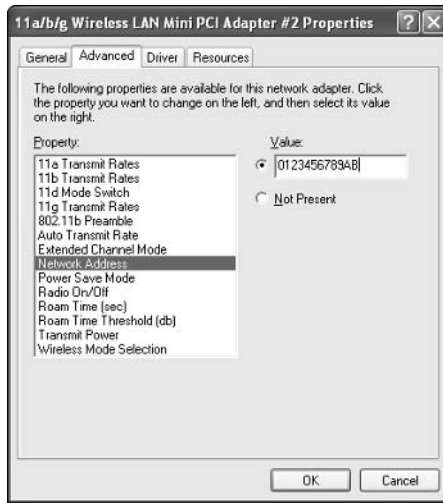 11a/b/g Wireless LAN Mini PCI Adapter #2 Properties
General Advanced Driver Resources
The following properties are available for this network adapter. Click
the property you want to change on the left, and then select its value
on the right.
Property:
11a Transmit Rates
11b Transmit Rates
11d Mode Switch
11g Transmit Rates
802.11b Preamble
Auto Transmit Rate
Extended Channel Mode
Network Address
Power Save Mode
Radio On/Off
Roam Time (sec)
Roam Time Threshold (db)
Transmit Power
Wireless Mode Selection
Value:
0123456789AB
Not Present
OK Cancel